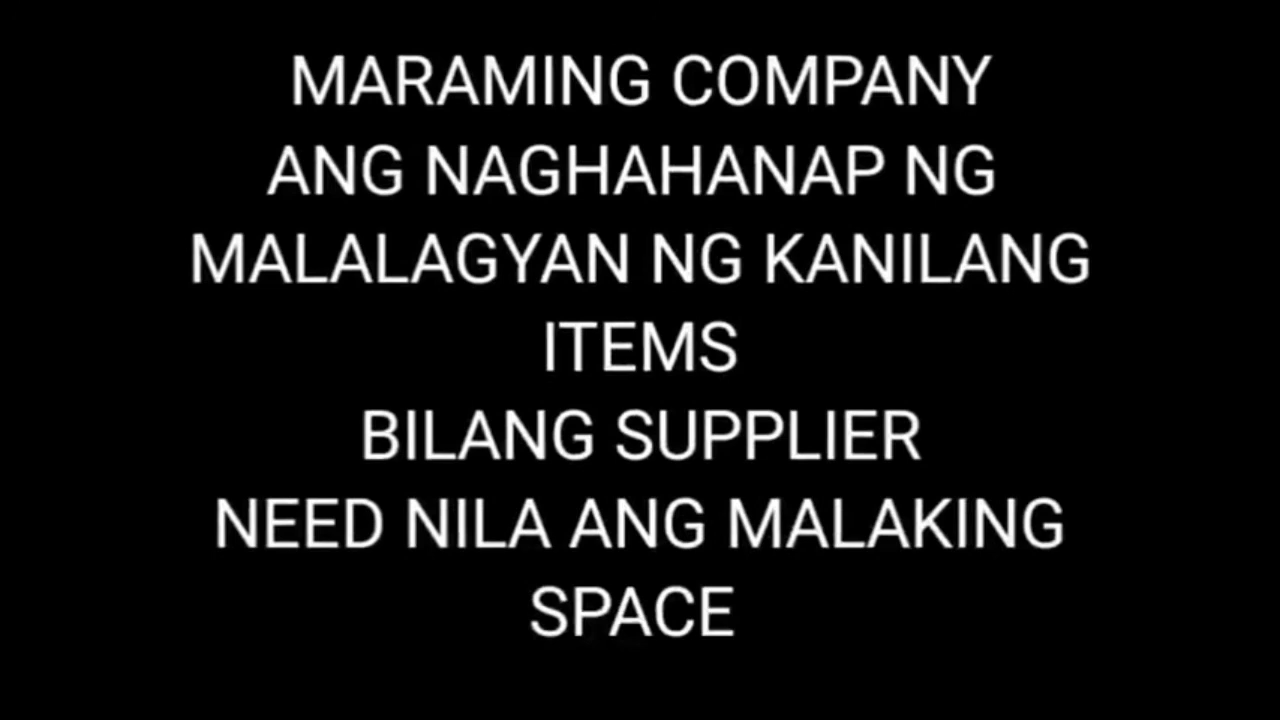 MARAMING COMPANY
ANG NAGHAHANAP NG
MALALAGYAN NG KANILANG
ITEMS
BILANG SUPPLIER
NEED NILA ANG MALAKING
SPACE